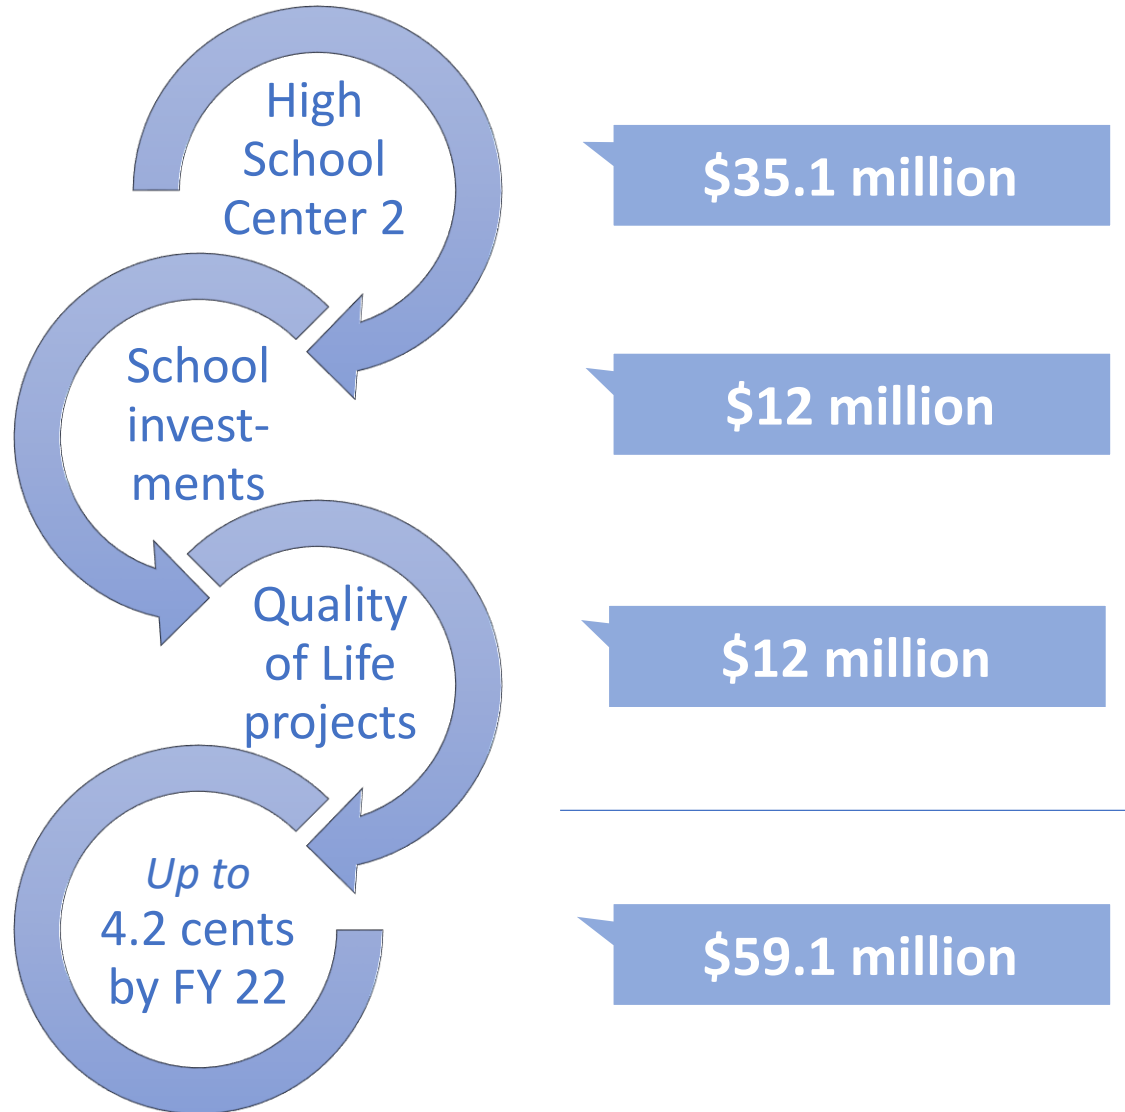 High
School
Center 2
$35.1 million
School
invest-
ments
$12 million
Quality
of Life
projects
$12 million
Up to
4.2 cents
by FY 22
$59.1 million